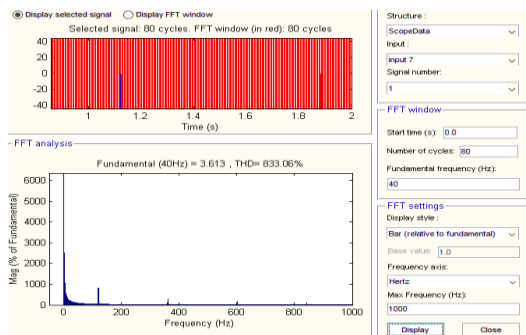 Display selected signal Display FFT window
Selected signal: 80 cycles. FFT window (in red): 80 cycles
40
20
0
-20
-40
1 1.2 1.4 1.6 1.8 2
Time (s)
FFT analysis
Fundamental (40Hz) = 3.613 , THD= 833.06%
Mag (% of Fundamental)
6000
5000
4000
3000
2000
1000
0
0 200 400 600 800 1000
Frequency (Hz)
Structure :
ScopeData
Input :
input 7
Signal number:
1
FFT window
Start time (s): 0.0
Number of cycles: 80
Fundamental frequency (Hz):
40
FFT settings
Display style :
Bar (relative to fundamental)
Base value: 1.0
Frequency axis:
Hertz
Max Frequency (Hz):
1000
Display Close